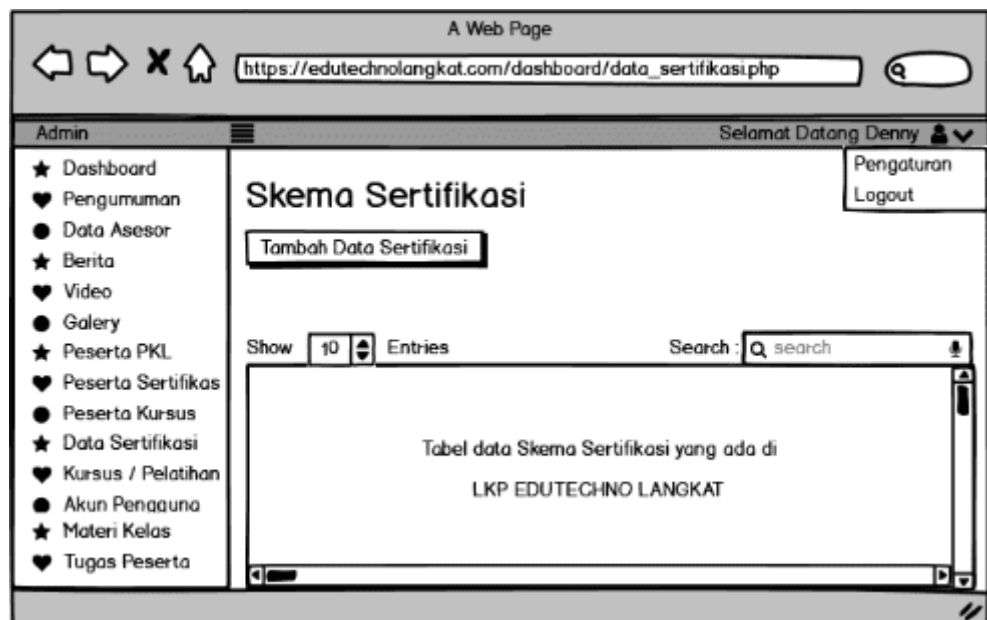 A Web Page
https://edutechnolangkat.com/dashboard/data_sertifikasi.php
Admin
Selamat Datang Denny
Pengaturan
Logout
Dashboard
Pengumuman
Data Asesor
Berita
Video
Galery
Peserta PKL
Peserta Sertifikas
Peserta Kursus
Data Sertifikasi
Kursus / Pelatihan
Akun Pengguna
Materi Kelas
Tugas Peserta
Skema Sertifikasi
Tambah Data Sertifikasi
Show 10 Entries Search : search
Tabel data Skema Sertifikasi yang ada di
LKP EDUTECHNO LANGKAT